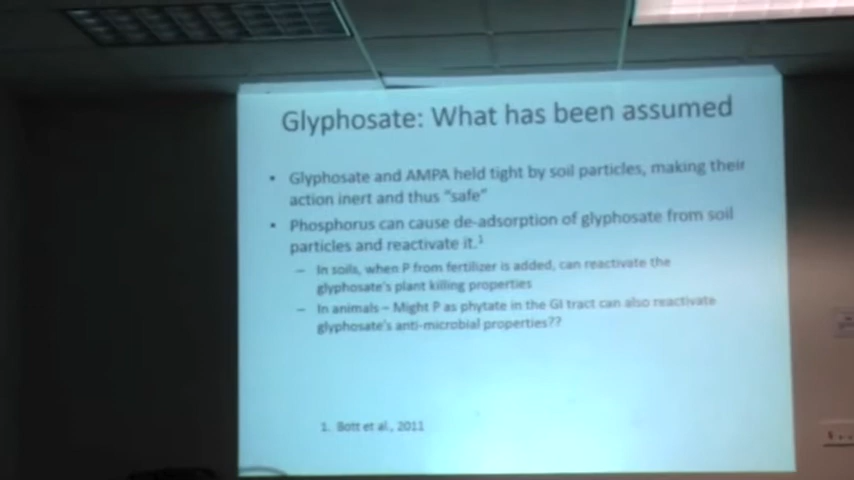 Glyphosate: What has been assumed
• Glyphosate and AMPA held tight by soil particles, making their
action inert and thus "safe"
• Phosphorus can cause de-adsorption of glyphosate from soil
particles and reactivate it.1
– In soils, when P from fertilizer is added, can reactivate the
glyphosate's plant killing properties
– In animals – Might P as phytate in the GI tract can also reactivate
glyphosate's anti-microbial properties??
1. Bott et al., 2011